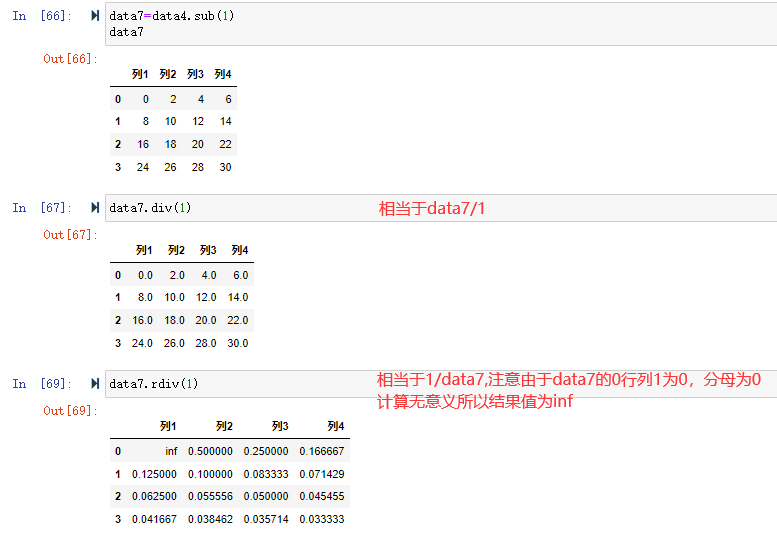 In [66]: data7=data4.sub(1)
data7
Out[66]:
列1 列2 列3 列4
0 0 2 4 6
1 8 10 12 14
2 16 18 20 22
3 24 26 28 30
In [67]: data7.div(1) 相当于data7/1
Out[67]:
列1 列2 列3 列4
0 0.0 2.0 4.0 6.0
1 8.0 10.0 12.0 14.0
2 16.0 18.0 20.0 22.0
3 24.0 26.0 28.0 30.0
In [69]: data7.rdiv(1) 相当于1/data7,注意由于data7的0行列1为0，分母为0
计算无意义所以结果值为inf
Out[69]:
列1 列2 列3 列4
0 inf 0.500000 0.250000 0.166667
1 0.125000 0.100000 0.083333 0.071429
2 0.062500 0.055556 0.050000 0.045455
3 0.041667 0.038462 0.035714 0.033333